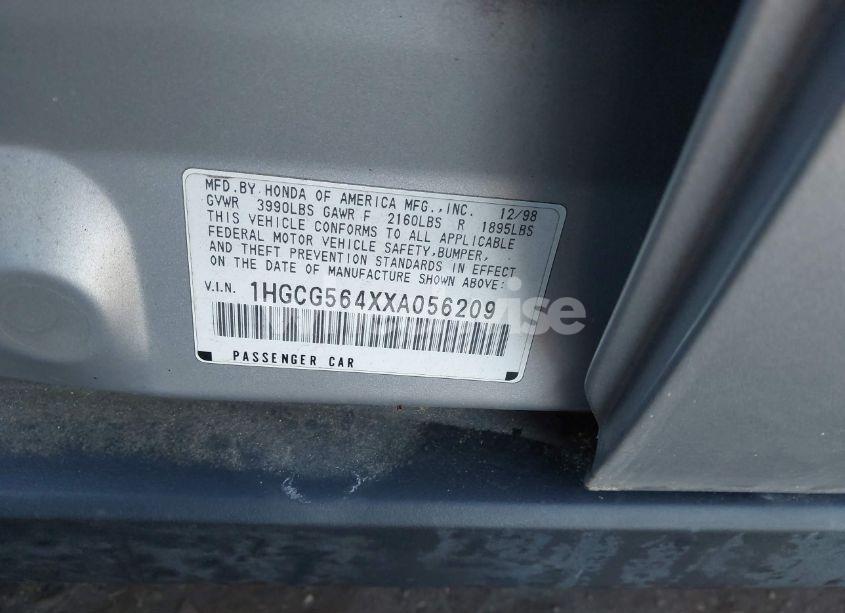 MFD.BY HONDA OF AMERICA MFG.,INC. 12/98
GVWR 3990LBS GAWR F 2160LBS R 1895LBS
THIS VEHICLE CONFORMS TO ALL APPLICABLE
FEDERAL MOTOR VEHICLE SAFETY,BUMPER,
AND THEFT PREVENTION STANDARDS IN EFFECT
ON THE DATE OF MANUFACTURE SHOWN ABOVE:
V.I.N. 1HGCG564XXA056209
PASSENGER CAR